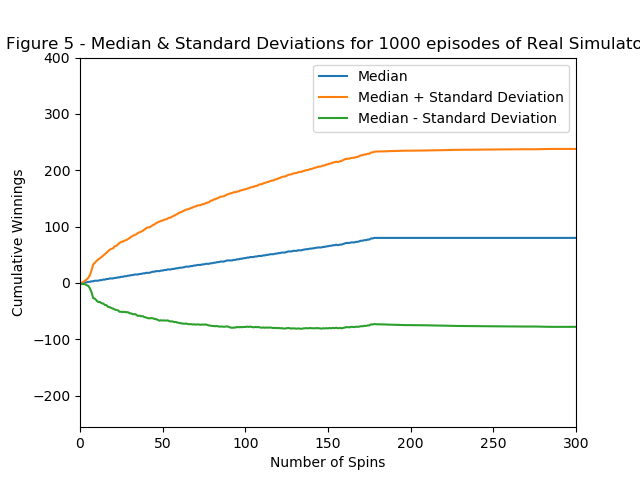 Figure 5 - Median & Standard Deviations for 1000 episodes of Real Simulato
400
300
200
100
0
−100
−200
Cumulative Winnings
Median
Median + Standard Deviation
Median - Standard Deviation
0 50 100 150 200 250 300
Number of Spins